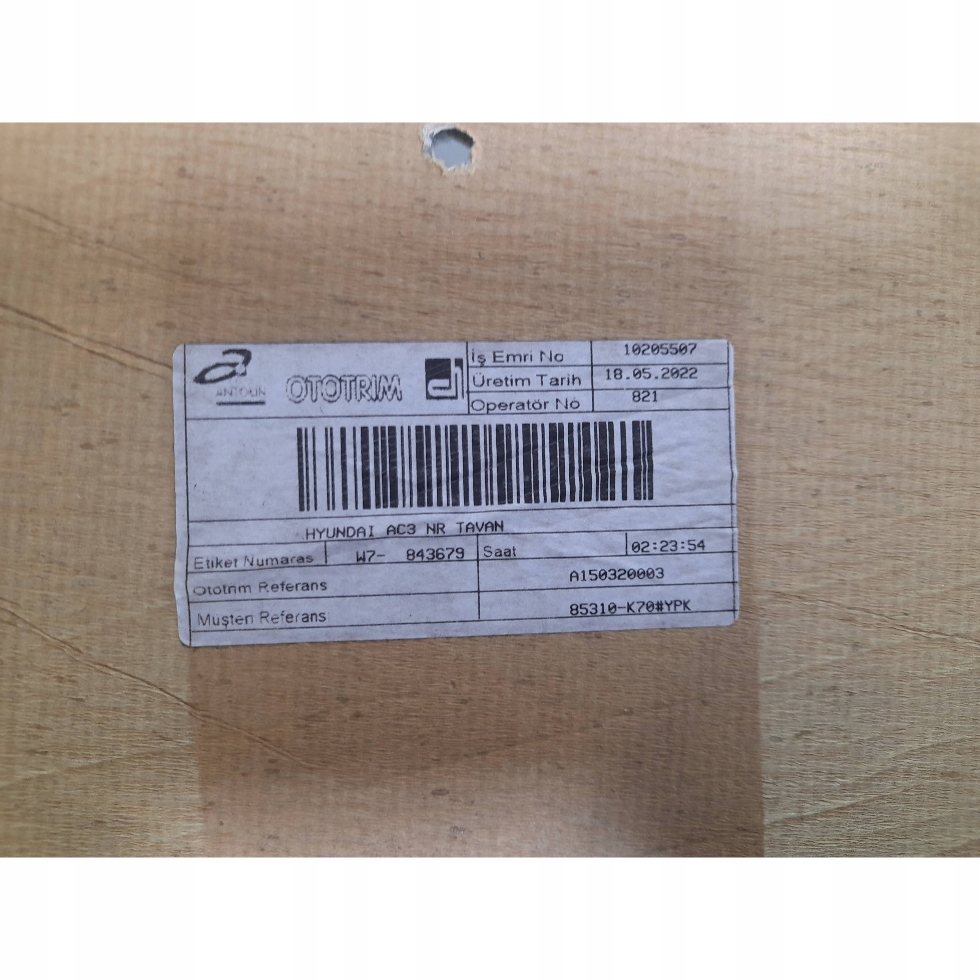 ANTOLIN
OTOTRIM
İş Emri No 10205507
Üretim Tarih 18.05.2022
Operatör No 821
HYUNDAI AC3 NR TAVAN
Etiket Numaras W7- 843679 Saat 02:23:54
Ototrim Referans A150320003
Müşteri Referans 85310-K70#YPK